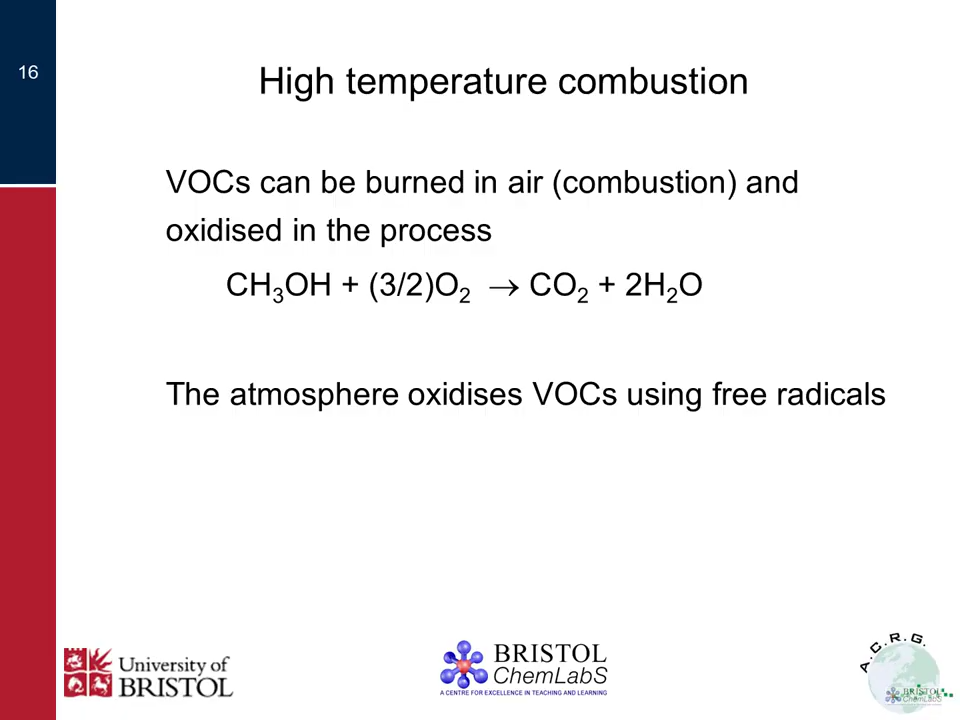 16
High temperature combustion
VOCs can be burned in air (combustion) and
oxidised in the process
CH₃OH + (3/2)O₂ → CO₂ + 2H₂O
The atmosphere oxidises VOCs using free radicals
University of
BRISTOL
BRISTOL
ChemLabS
A CENTRE FOR EXCELLENCE IN TEACHING AND LEARNING
A.C.R.G.
BRISTOL
ChemLabS